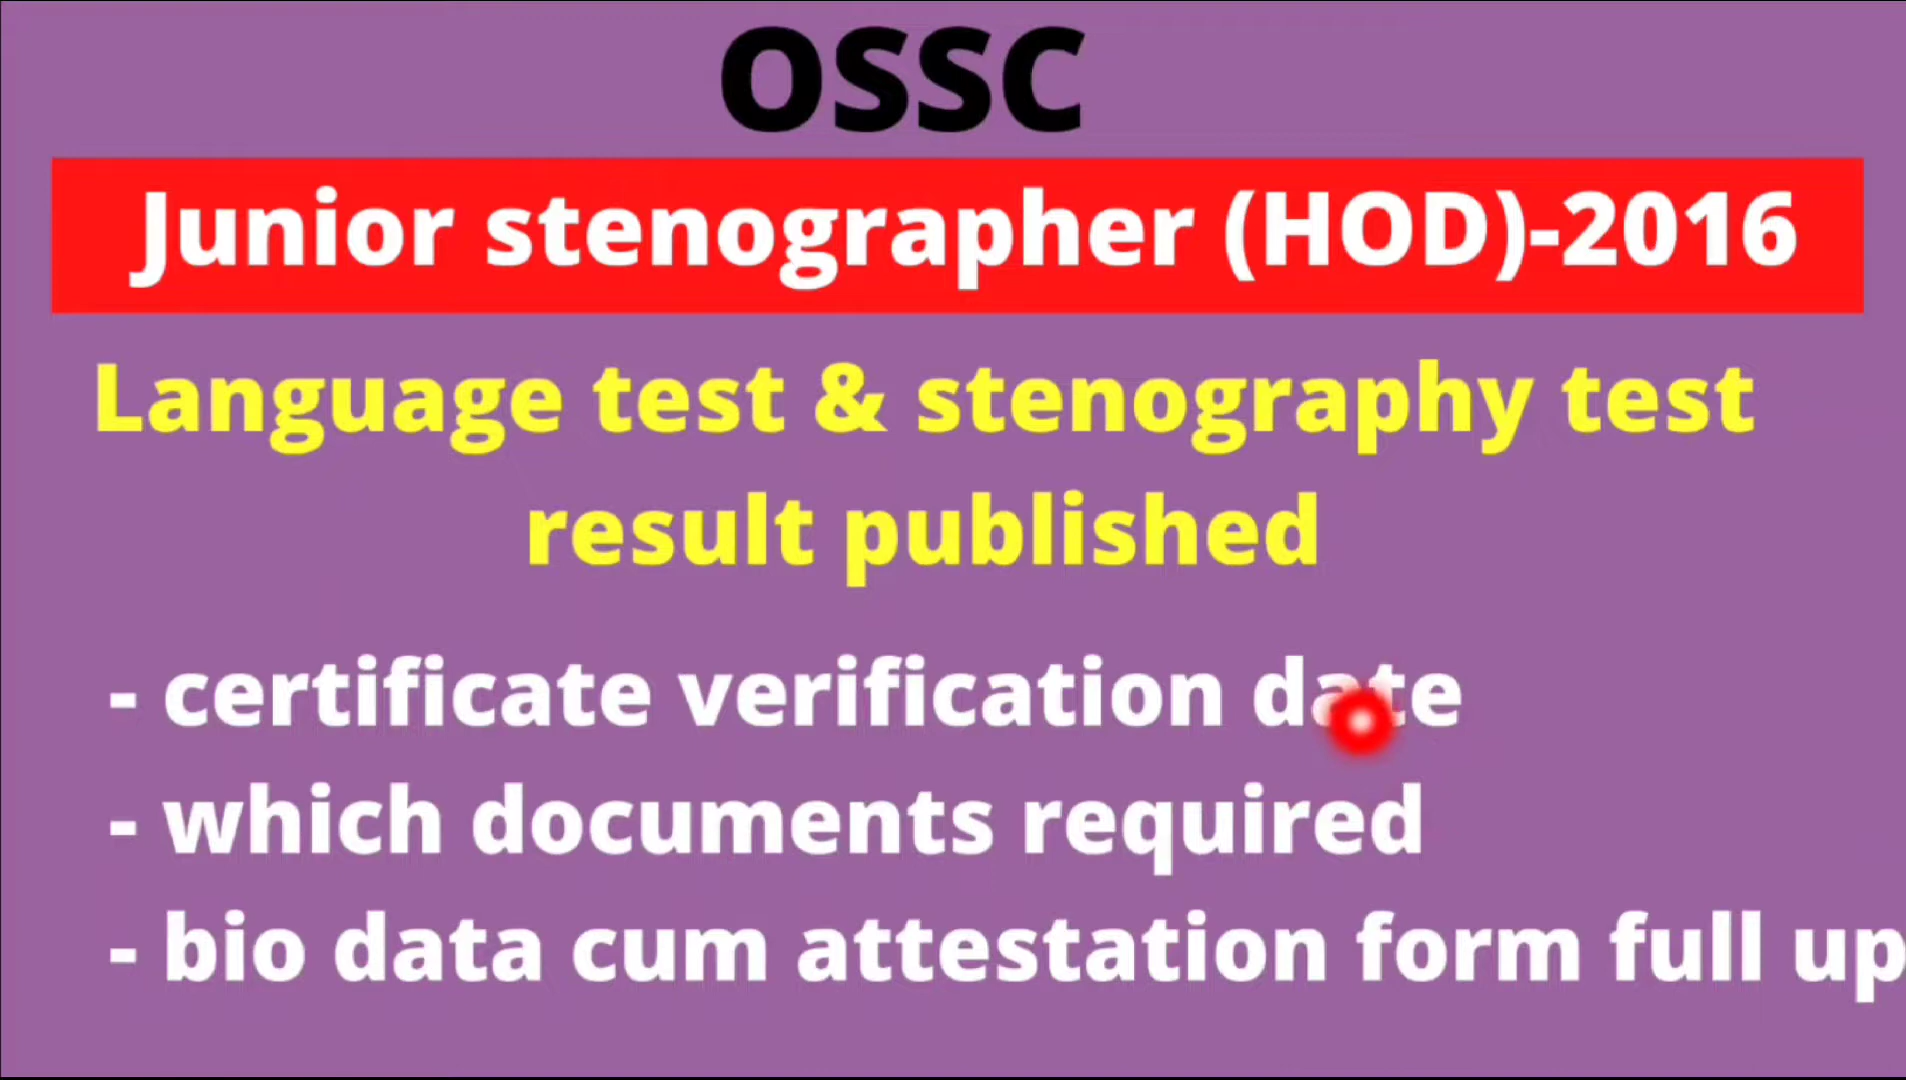 OSSC
Junior stenographer (HOD)-2016
Language test & stenography test
result published
- certificate verification date
- which documents required
- bio data cum attestation form full up